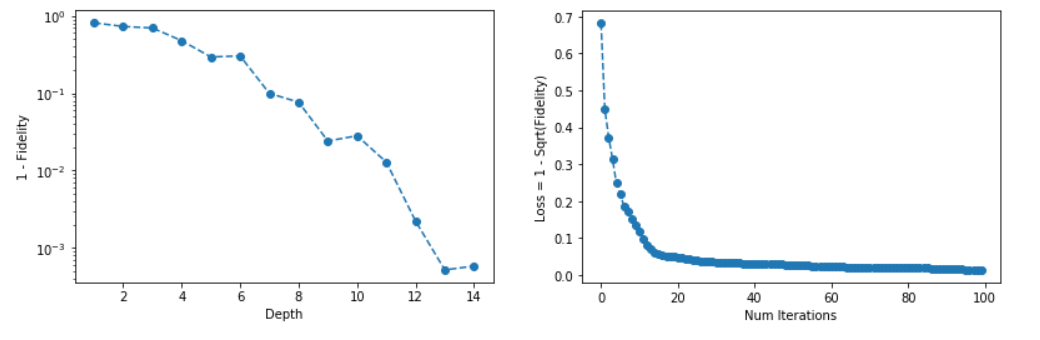 10⁰
10⁻¹
10⁻²
10⁻³
1 - Fidelity
2 4 6 8 10 12 14
Depth
0.7
0.6
0.5
0.4
0.3
0.2
0.1
0.0
Loss = 1 - Sqrt(Fidelity)
0 20 40 60 80 100
Num Iterations